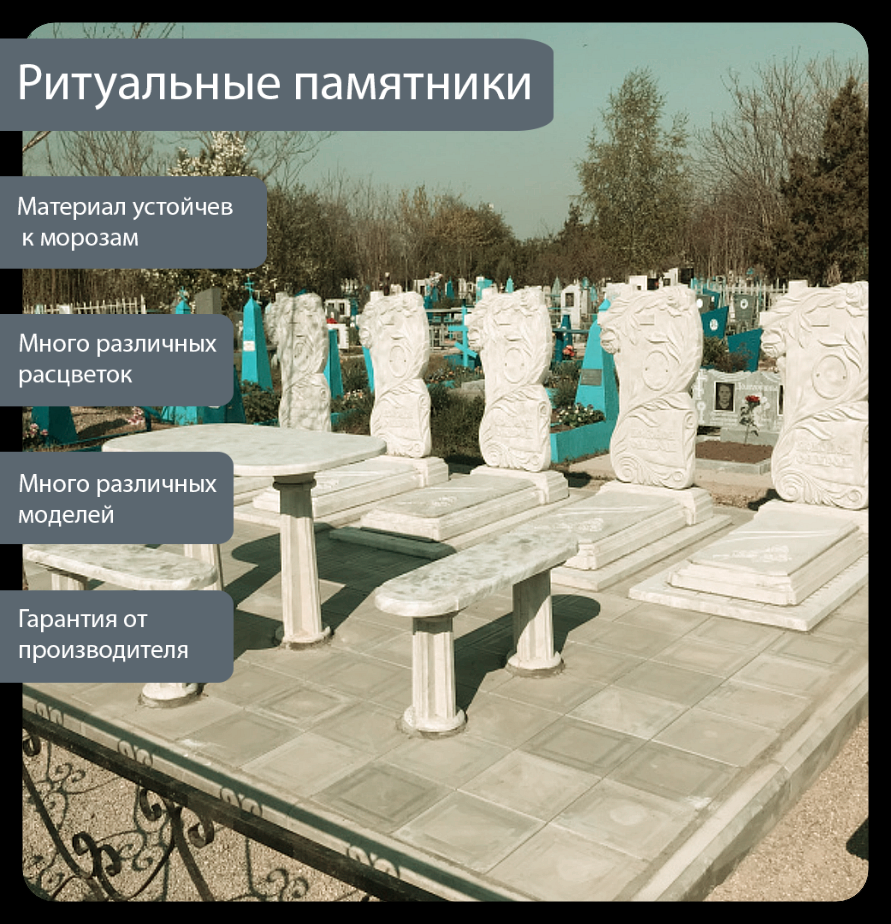 Ритуальные памятники
Материал устойчев
к морозам
Много различных
расцветок
Много различных
моделей
Гарантия от
производителя